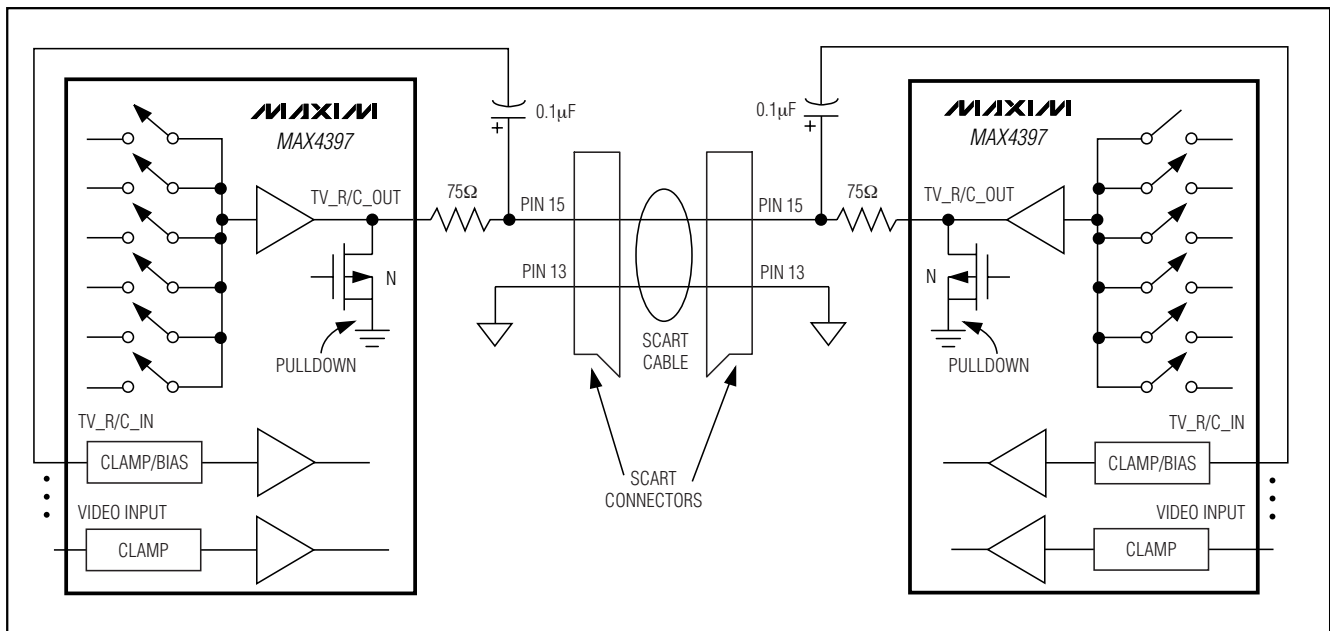 MAXIM
MAX4397
0.1μF
+
0.1μF
+
MAXIM
MAX4397
TV_R/C_OUT
75Ω
PIN 15
PIN 15
75Ω
TV_R/C_OUT
N
PIN 13
PIN 13
N
PULLDOWN
SCART
CABLE
PULLDOWN
TV_R/C_IN
CLAMP/BIAS
SCART
CONNECTORS
TV_R/C_IN
CLAMP/BIAS
VIDEO INPUT
CLAMP
VIDEO INPUT
CLAMP